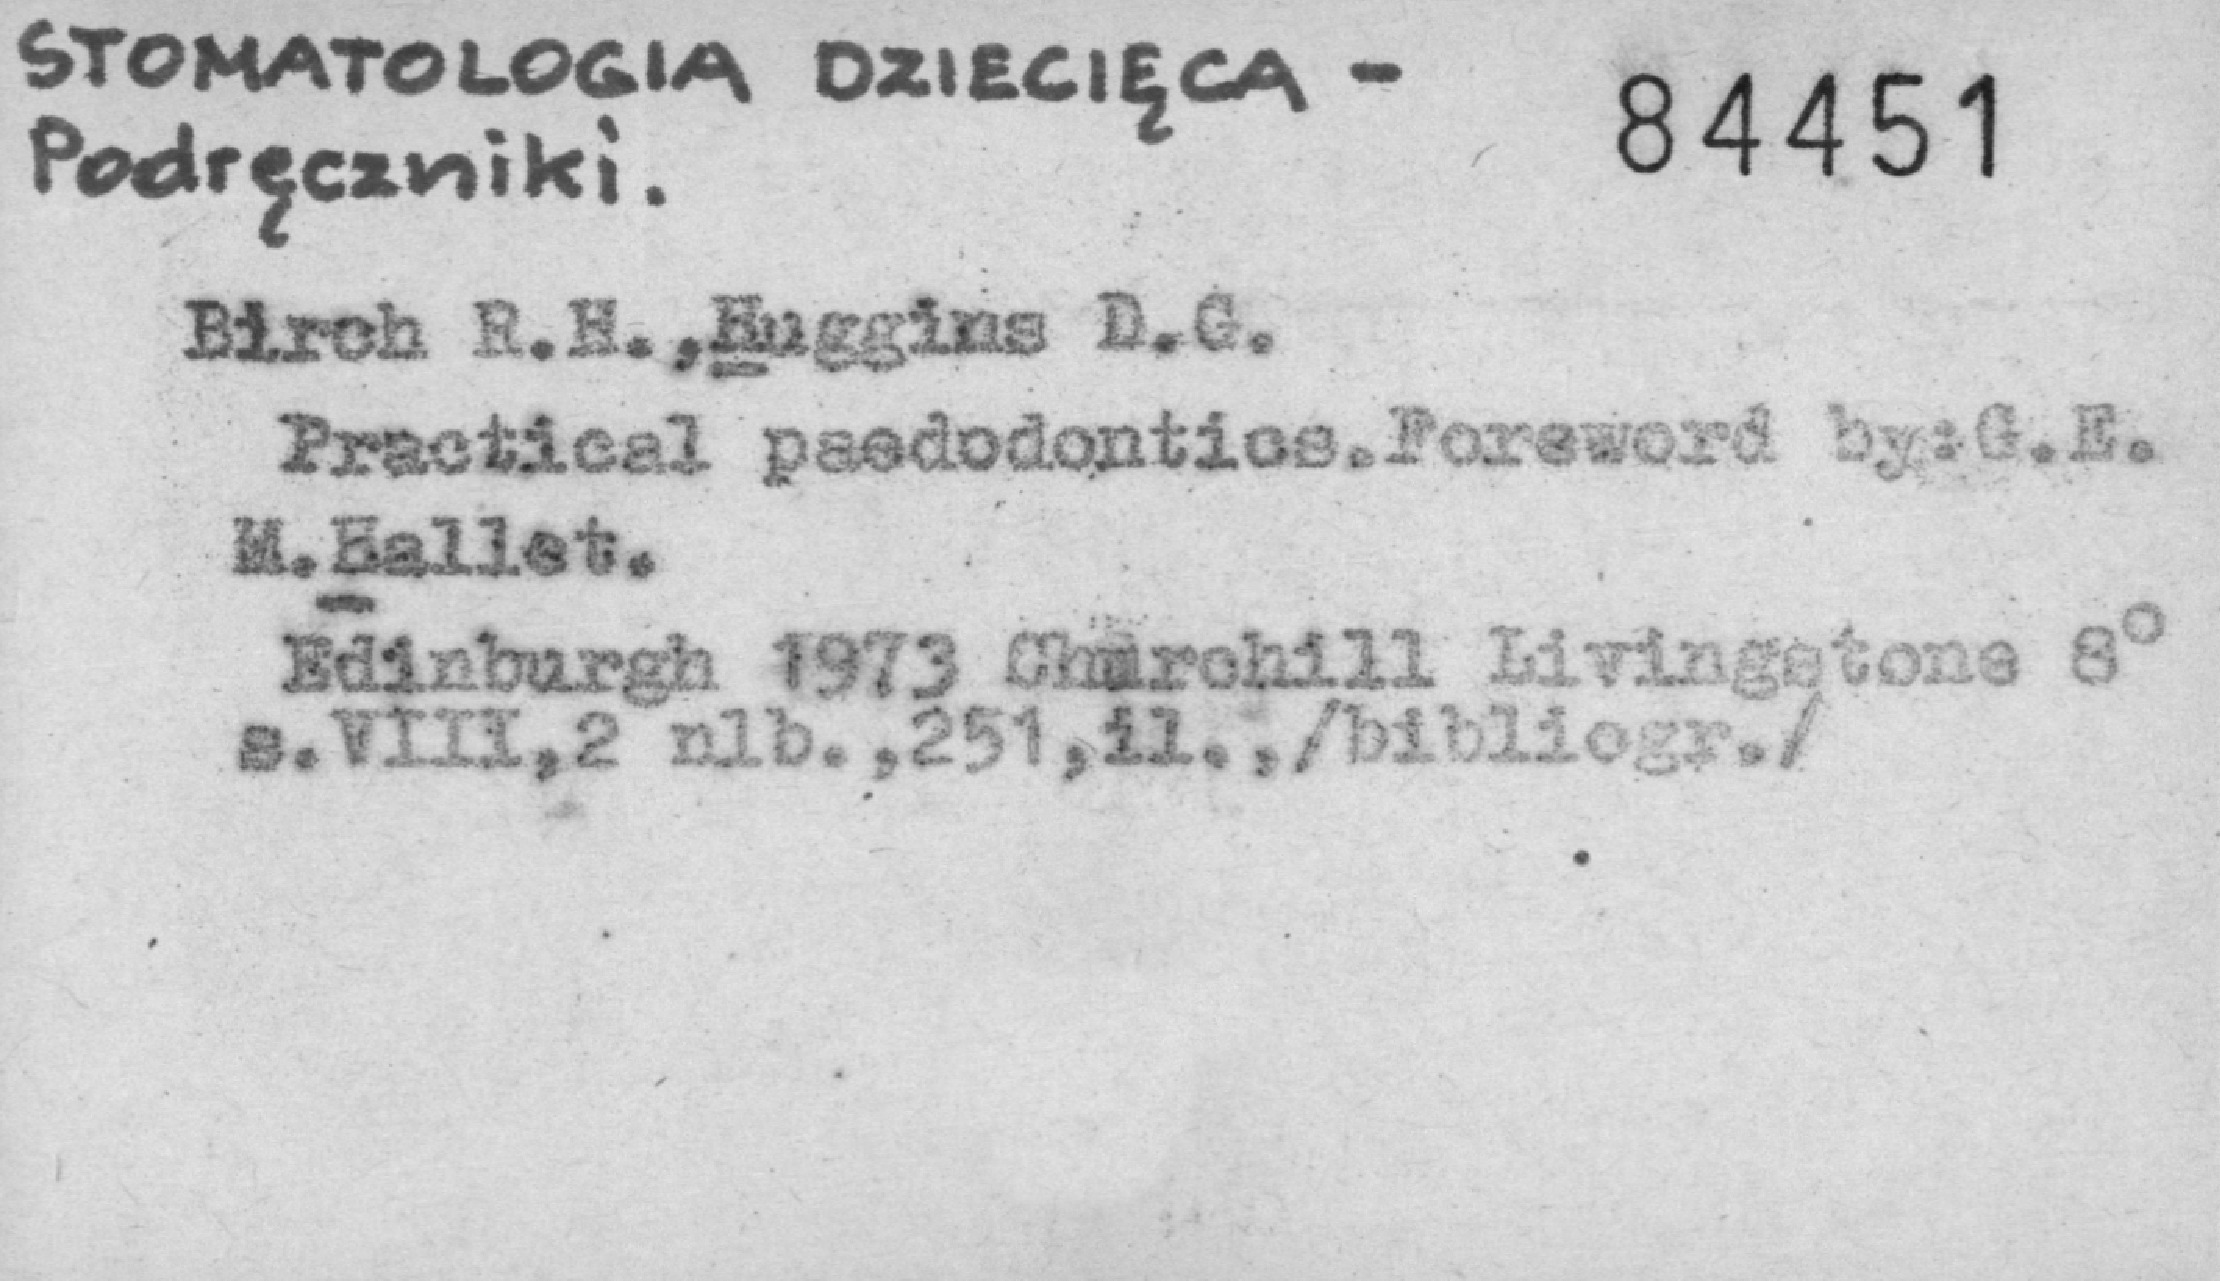 STOMATOLOGIA DZIECIĘCA - 84451
Podręczniki.
Birch R.H.,Huggins D.G.
Practical paedodontics.Foreword by:G.E.
M.Hallet.
Edinburgh 1973 Churchill Livingstone 8°
s.VIII,2 nlb.,251,il.,/bibliogr./